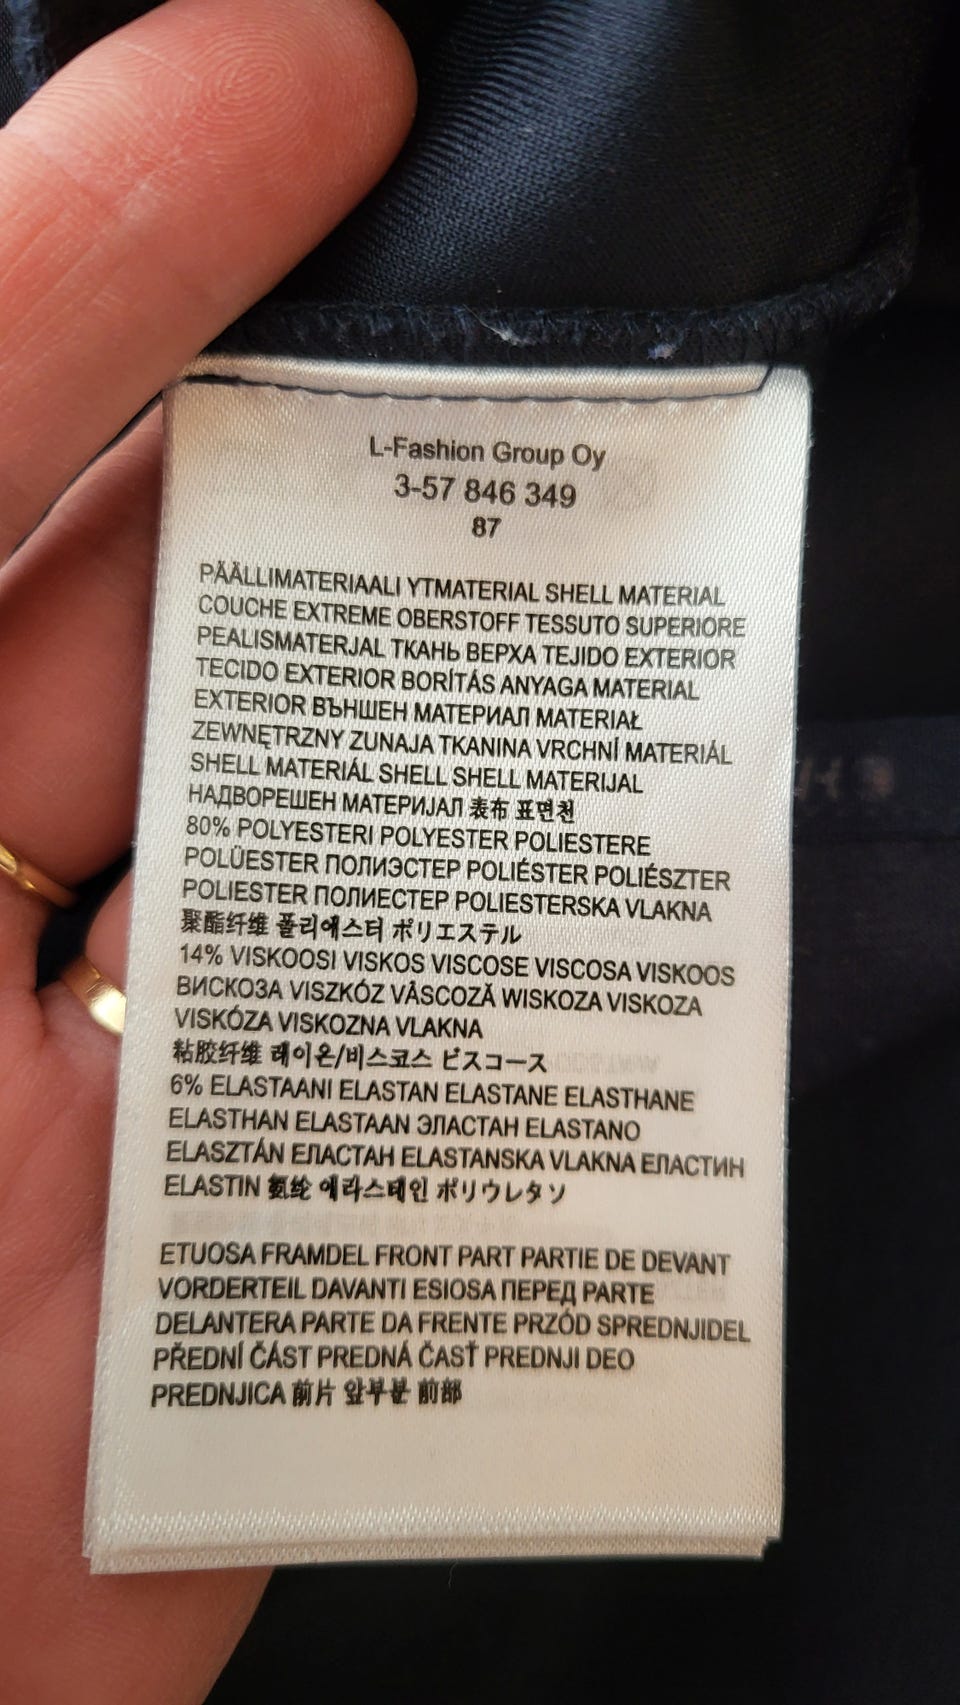 L-Fashion Group Oy
3-57 846 349
87
PÄÄLLIMATERIAALI YTMATERIAL SHELL MATERIAL
COUCHE EXTREME OBERSTOFF TESSUTO SUPERIORE
PEALISMATERJAL ТКАНЬ ВЕРХА TEJIDO EXTERIOR
TECIDO EXTERIOR BORÍTÁS ANYAGA MATERIAL
EXTERIOR ВЪНШЕН МАТЕРИАЛ MATERIAŁ
ZEWNĘTRZNY ZUNAJA TKANINA VRCHNÍ MATERIÁL
SHELL MATERIÁL SHELL SHELL MATERIJAL
НАДВОРЕШЕН МАТЕРИЈАЛ 表布 표면천
80% POLYESTERI POLYESTER POLIESTERE
POLÜESTER ПОЛИЭСТЕР POLIÉSTER POLIÉSZTER
POLIESTER ПОЛИЕСТЕР POLIESTERSKA VLAKNA
聚酯纤维 폴리에스터 ポリエステル
14% VISKOOSI VISKOS VISCOSE VISCOSA VISKOOS
ВИСКОЗА VISZKÓZ VÂSCOZĂ WISKOZA VISKOZA
VISKÓZA VISKOZNA VLAKNA
粘胶纤维 레이온/비스코스 ビスコース
6% ELASTAANI ELASTAN ELASTANE ELASTHANE
ELASTHAN ELASTAAN ЭЛАСТАН ELASTANO
ELASZTÁN ЕЛАСТАН ELASTANSKA VLAKNA ЕЛАСТИН
ELASTIN 氨纶 에라스테인 ポリウレタソ
ETUOSA FRAMDEL FRONT PART PARTIE DE DEVANT
VORDERTEIL DAVANTI ESIOSA ПЕРЕД PARTE
DELANTERA PARTE DA FRENTE PRZÓD SPREDNJIDEL
PŘEDNÍ ČÁST PREDNÁ ČASŤ PREDNJI DEO
PREDNJICA 前片 앞부분 前部